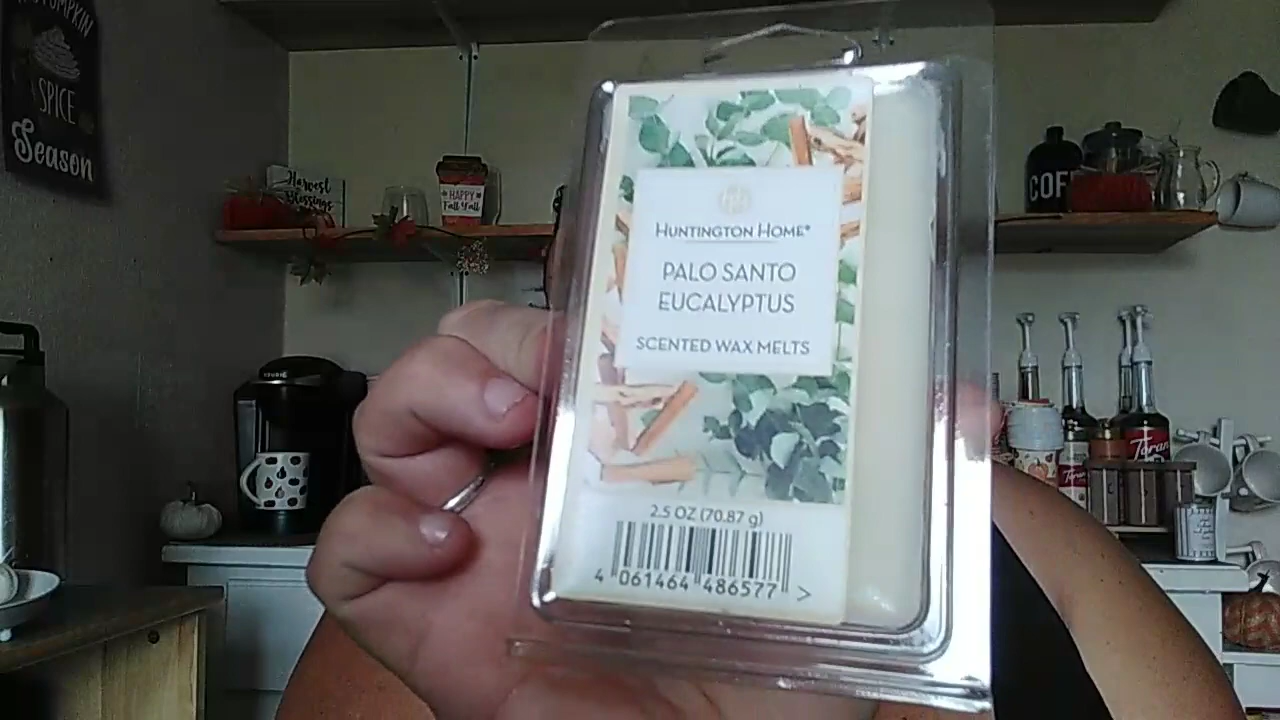 PUMPKIN
SPICE
Season
Harvest
Blessings
HAPPY
Fall Y'all
KEURIG
HUNTINGTON HOME®
PALO SANTO
EUCALYPTUS
SCENTED WAX MELTS
2.5 OZ (70.87 g)
4 061464 486577 >
COF
Torani